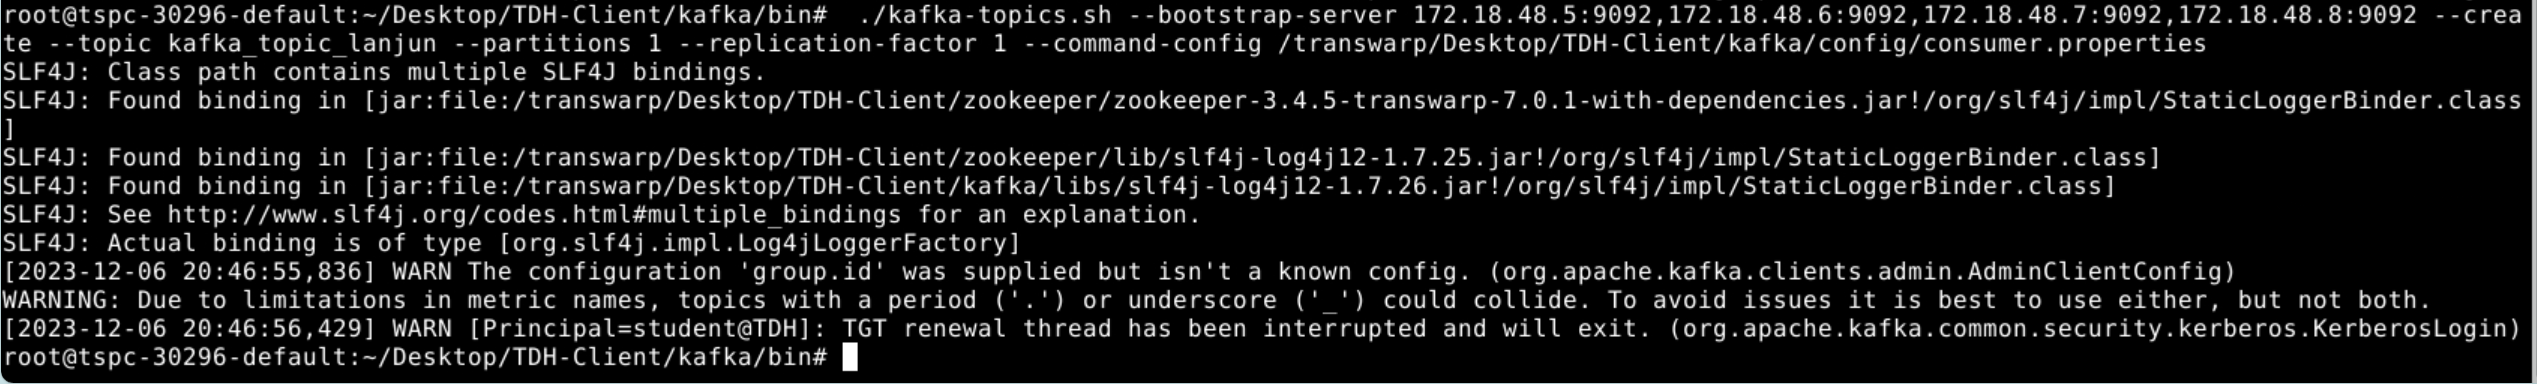 root@tspc-30296-default:~/Desktop/TDH-Client/kafka/bin#  ./kafka-topics.sh --bootstrap-server 172.18.48.5:9092,172.18.48.6:9092,172.18.48.7:9092,172.18.48.8:9092 --crea
te --topic kafka_topic_lanjun --partitions 1 --replication-factor 1 --command-config /transwarp/Desktop/TDH-Client/kafka/config/consumer.properties
SLF4J: Class path contains multiple SLF4J bindings.
SLF4J: Found binding in [jar:file:/transwarp/Desktop/TDH-Client/zookeeper/zookeeper-3.4.5-transwarp-7.0.1-with-dependencies.jar!/org/slf4j/impl/StaticLoggerBinder.class
]
SLF4J: Found binding in [jar:file:/transwarp/Desktop/TDH-Client/zookeeper/lib/slf4j-log4j12-1.7.25.jar!/org/slf4j/impl/StaticLoggerBinder.class]
SLF4J: Found binding in [jar:file:/transwarp/Desktop/TDH-Client/kafka/libs/slf4j-log4j12-1.7.26.jar!/org/slf4j/impl/StaticLoggerBinder.class]
SLF4J: See http://www.slf4j.org/codes.html#multiple_bindings for an explanation.
SLF4J: Actual binding is of type [org.slf4j.impl.Log4jLoggerFactory]
[2023-12-06 20:46:55,836] WARN The configuration 'group.id' was supplied but isn't a known config. (org.apache.kafka.clients.admin.AdminClientConfig)
WARNING: Due to limitations in metric names, topics with a period ('.') or underscore ('_') could collide. To avoid issues it is best to use either, but not both.
[2023-12-06 20:46:56,429] WARN [Principal=student@TDH]: TGT renewal thread has been interrupted and will exit. (org.apache.kafka.common.security.kerberos.KerberosLogin)
root@tspc-30296-default:~/Desktop/TDH-Client/kafka/bin#